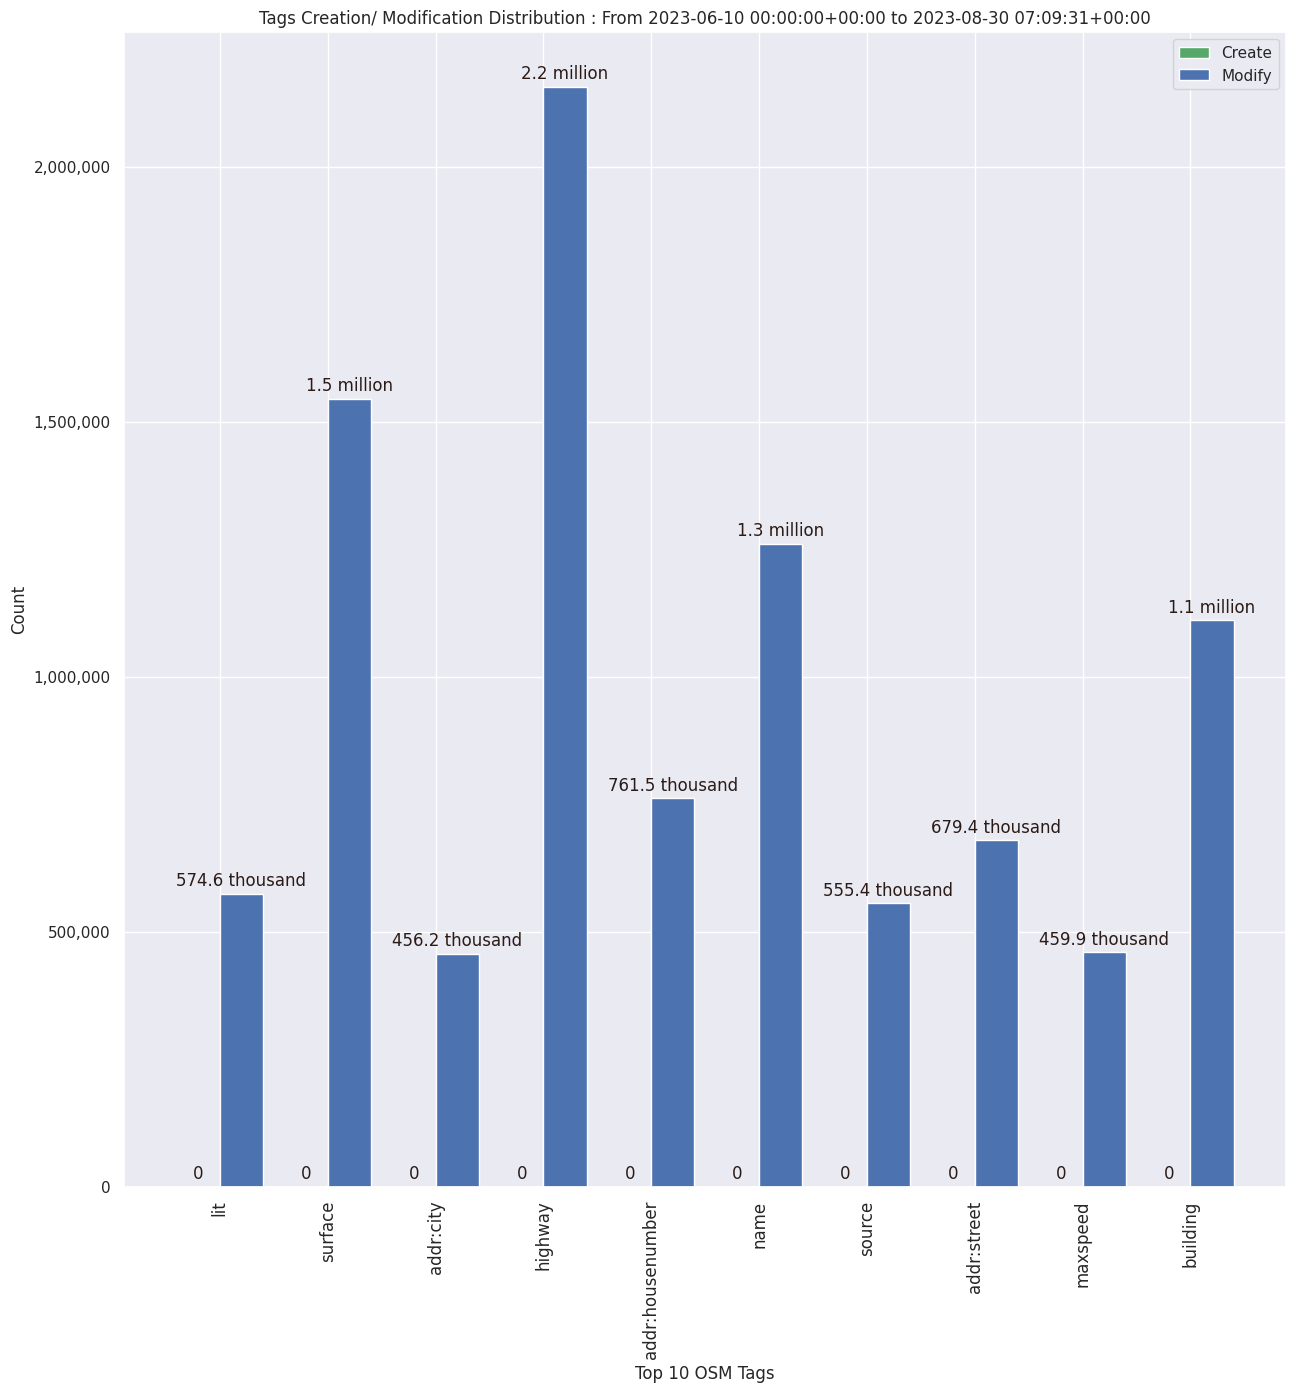 Tags Creation/ Modification Distribution : From 2023-06-10 00:00:00+00:00 to 2023-08-30 07:09:31+00:00
Create
Modify
2.2 million
2,000,000
1.5 million
1,500,000
1.3 million
1.1 million
Count
1,000,000
761.5 thousand
679.4 thousand
574.6 thousand
555.4 thousand
500,000
456.2 thousand
459.9 thousand
0
0
0
0
0
0
0
0
0
0
0
lit
surface
addr:city
highway
addr:housenumber
name
source
addr:street
maxspeed
building
Top 10 OSM Tags